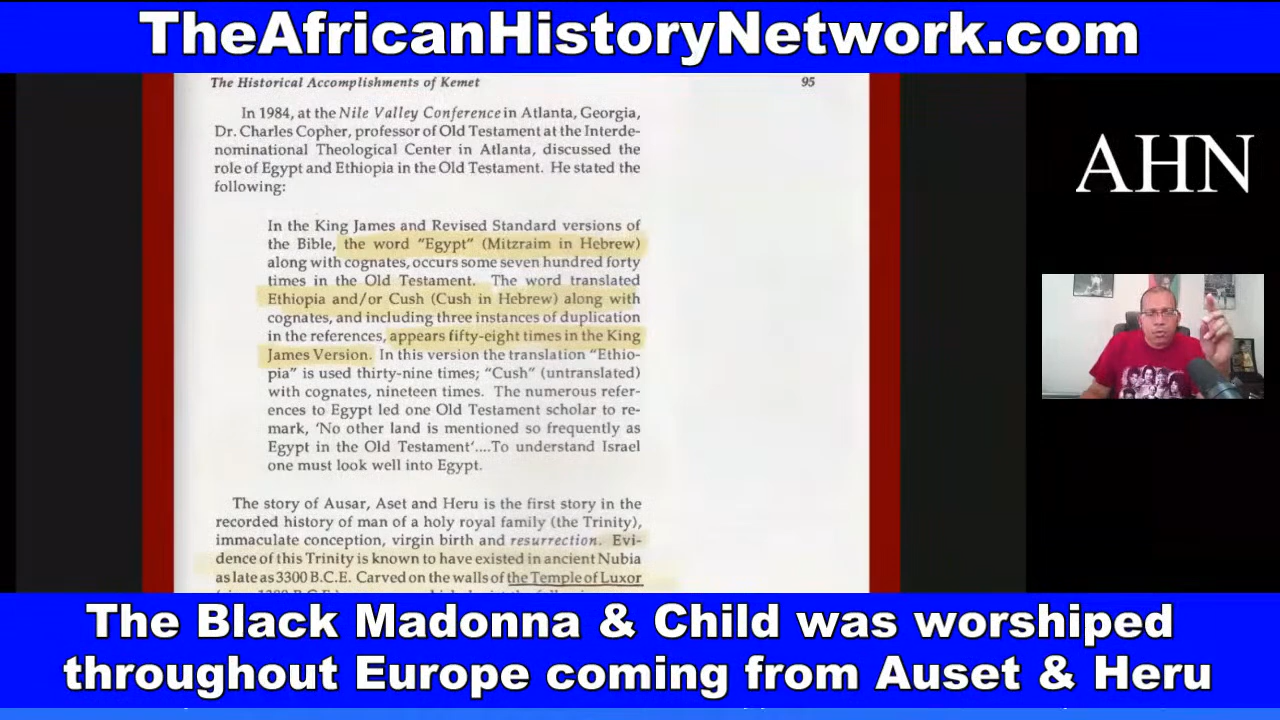 TheAfricanHistoryNetwork.com
The Historical Accomplishments of Kemet 95
In 1984, at the Nile Valley Conference in Atlanta, Georgia,
Dr. Charles Copher, professor of Old Testament at the Interde-
nominational Theological Center in Atlanta, discussed the
role of Egypt and Ethiopia in the Old Testament. He stated the
following:
In the King James and Revised Standard versions of
the Bible, the word "Egypt" (Mitzraim in Hebrew)
along with cognates, occurs some seven hundred forty
times in the Old Testament. The word translated
Ethiopia and/or Cush (Cush in Hebrew) along with
cognates, and including three instances of duplication
in the references, appears fifty-eight times in the King
James Version. In this version the translation "Ethio-
pia" is used thirty-nine times; "Cush" (untranslated)
with cognates, nineteen times. The numerous refer-
ences to Egypt led one Old Testament scholar to re-
mark, 'No other land is mentioned so frequently as
Egypt in the Old Testament'....To understand Israel
one must look well into Egypt.
The story of Ausar, Aset and Heru is the first story in the
recorded history of man of a holy royal family (the Trinity),
immaculate conception, virgin birth and resurrection. Evi-
dence of this Trinity is known to have existed in ancient Nubia
as late as 3300 B.C.E. Carved on the walls of the Temple of Luxor
AHN
The Black Madonna & Child was worshiped
throughout Europe coming from Auset & Heru